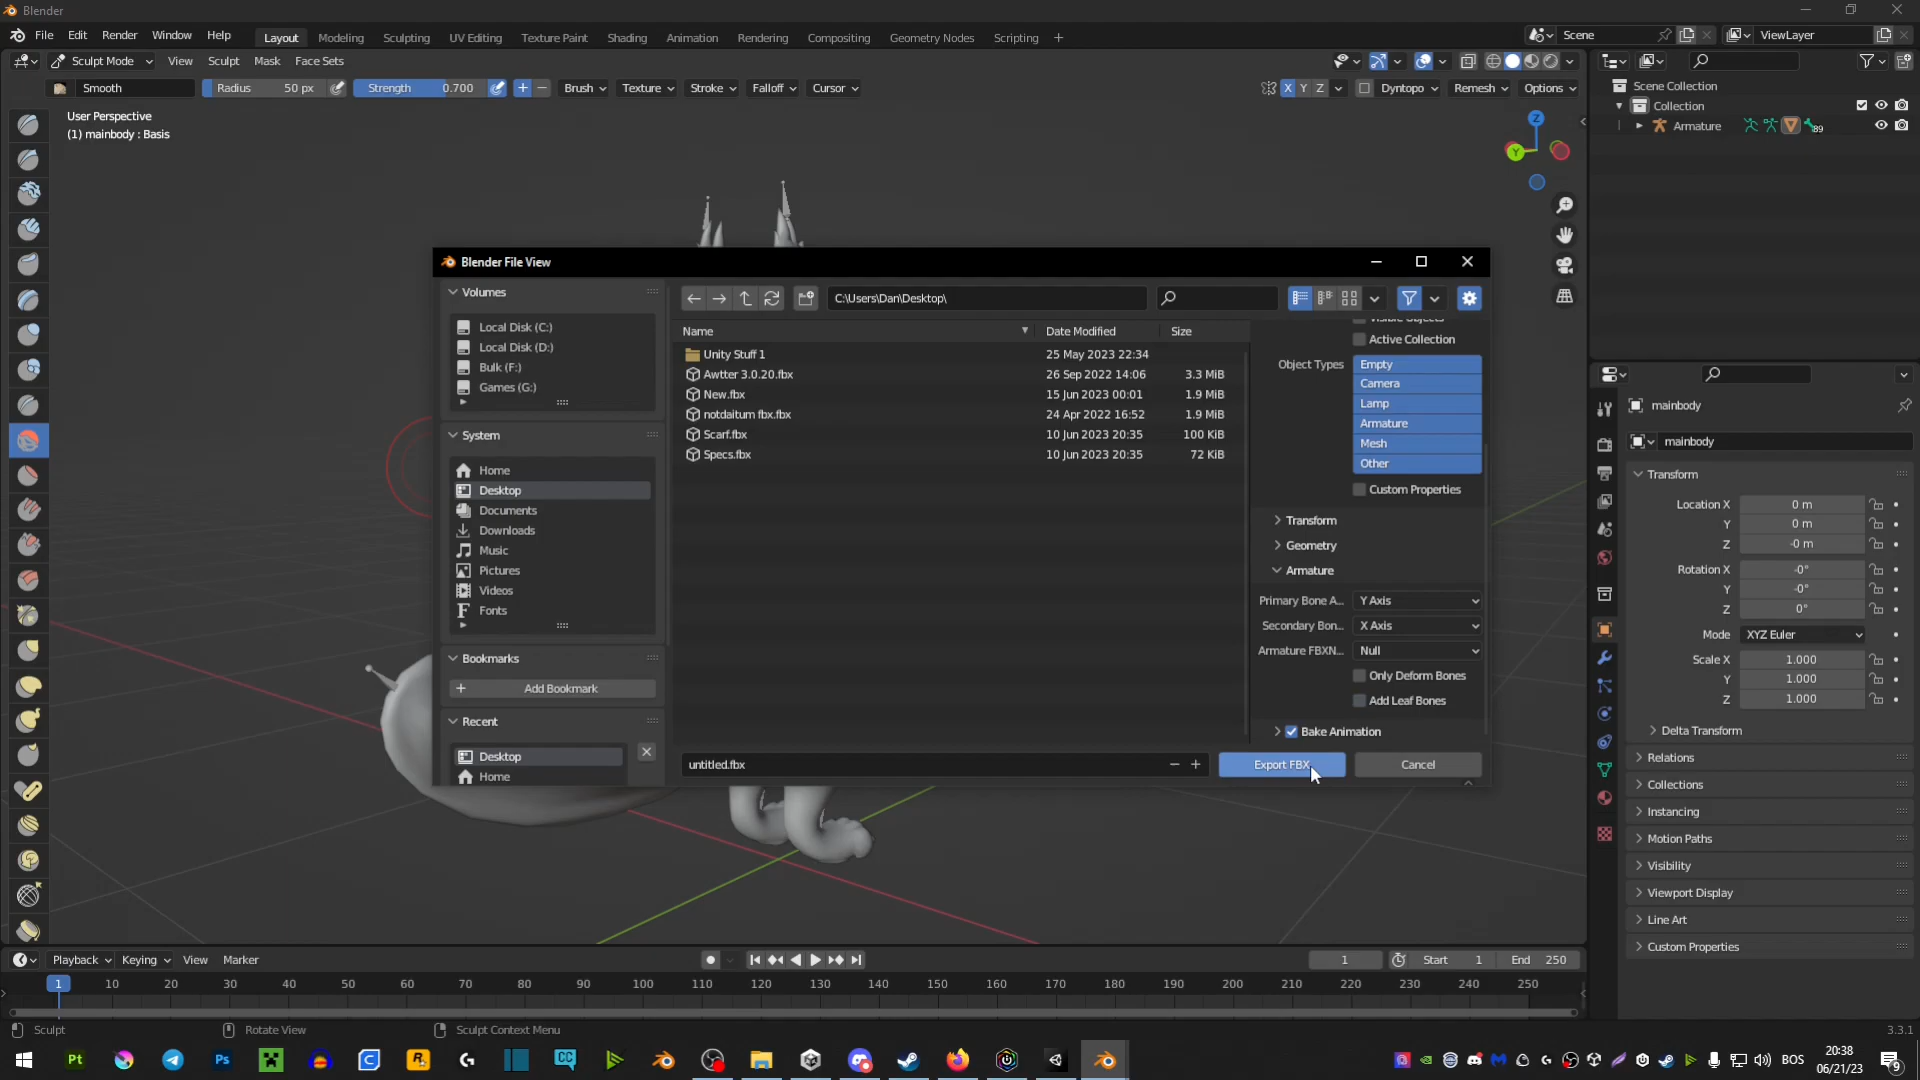 Blender
File Edit Render Window Help
Layout Modeling Sculpting UV Editing Texture Paint Shading Animation Rendering Compositing Geometry Nodes Scripting +
Scene
ViewLayer
Sculpt Mode View Sculpt Mask Face Sets
Smooth
Radius 50 px
Strength 0.700
Brush Texture Stroke Falloff Cursor
X Y Z
Dyntopo Remesh Options
User Perspective
(1) mainbody : Basis
Z
Y
Scene Collection
Collection
Armature
89
Blender File View
Volumes
Local Disk (C:)
Local Disk (D:)
Bulk (F:)
Games (G:)
System
Home
Desktop
Documents
Downloads
Music
Pictures
Videos
Fonts
Bookmarks
Add Bookmark
Recent
Desktop
Home
C:\Users\Dan\Desktop\
Name Date Modified Size
Unity Stuff 1 25 May 2023 22:34
Awtter 3.0.20.fbx 26 Sep 2022 14:06 3.3 MiB
New.fbx 15 Jun 2023 00:01 1.9 MiB
notdaitum fbx.fbx 24 Apr 2022 16:52 1.9 MiB
Scarf.fbx 10 Jun 2023 20:35 100 KiB
Specs.fbx 10 Jun 2023 20:35 72 KiB
Visible Objects
Active Collection
Object Types
Empty
Camera
Lamp
Armature
Mesh
Other
Custom Properties
Transform
Geometry
Armature
Primary Bone A... Y Axis
Secondary Bon... X Axis
Armature FBXN... Null
Only Deform Bones
Add Leaf Bones
Bake Animation
untitled.fbx
Export FBX
Cancel
mainbody
mainbody
Transform
Location X 0 m
Y 0 m
Z -0 m
Rotation X -0°
Y -0°
Z 0°
Mode XYZ Euler
Scale X 1.000
Y 1.000
Z 1.000
Delta Transform
Relations
Collections
Instancing
Motion Paths
Visibility
Viewport Display
Line Art
Custom Properties
Playback Keying View Marker
1 Start 1 End 250
1 10 20 30 40 50 60 70 80 90 100 110 120 130 140 150 160 170 180 190 200 210 220 230 240 250
Sculpt Rotate View Sculpt Context Menu
3.3.1
Pt
Ps
CC
BOS
20:38
06/21/23
9